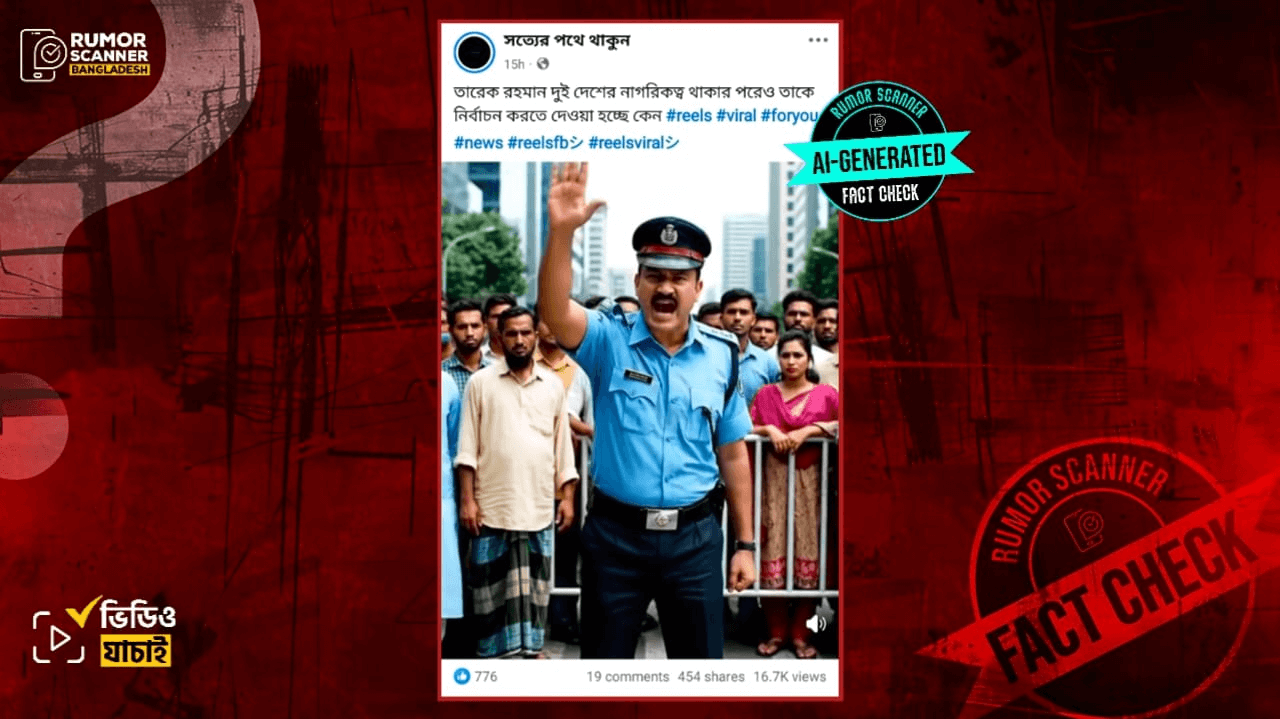 RUMOR
SCANNER
BANGLADESH
সত্যের পথে থাকুন
15h
তারেক রহমান দুই দেশের নাগরিকত্ব থাকার পরেও তাকে
নির্বাচন করতে দেওয়া হচ্ছে কেন #reels #viral #foryou
#news #reelsfbシ #reelsviralシ
RUMOR SCANNER
AI-GENERATED
FACT CHECK
ভিডিও
যাচাই
776
19 comments 454 shares 16.7K views
RUMOR SCANNER
FACT CHECK